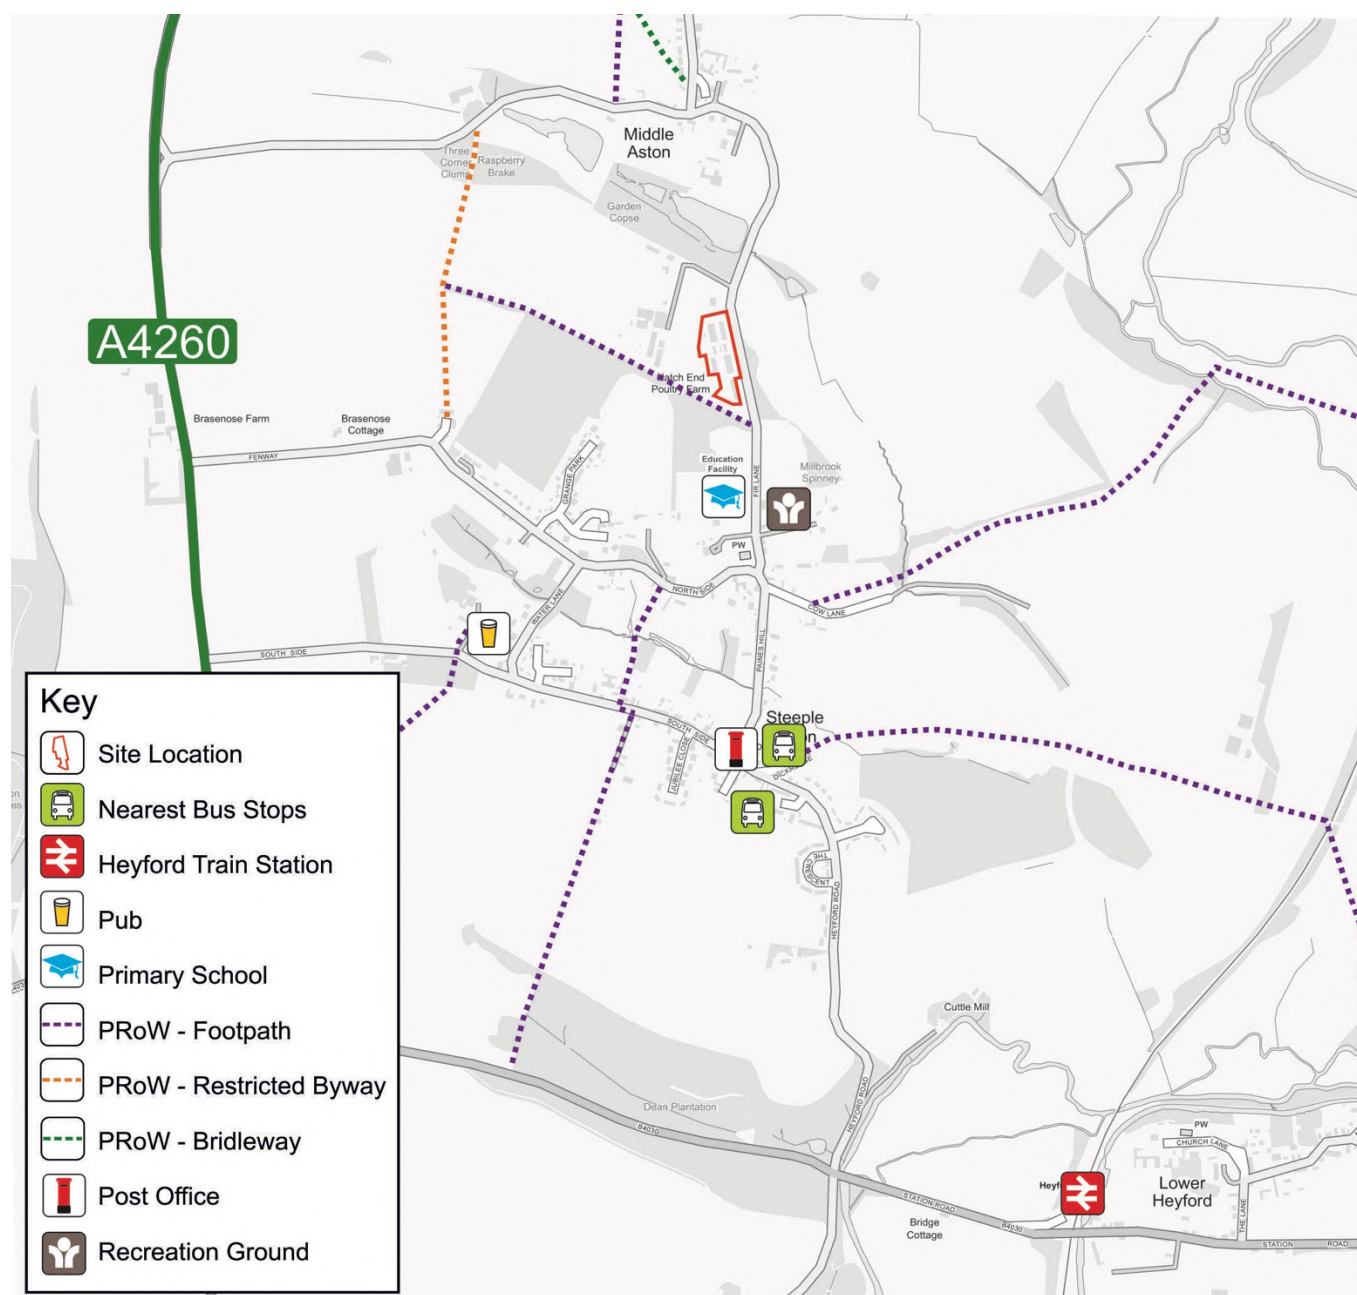 Middle
Aston
Three
Corner
Clump
Raspberry
Brake
Garden
Copse
A4260
Hatch End
Poultry Farm
Brasenose Farm
Brasenose
Cottage
FENWAY
GRANGE PARK
Education
Facility
FIR LANE
Millbrook
Spinney
PW
NORTH SIDE
COW LANE
WATER LANE
PAINES HILL
SOUTH SIDE
Steeple
SOUTH SIDE
JUBILEE CLOSE
THE
CRESCENT
HEYFORD ROAD
Cuttle Mill
HEYFORD ROAD
Dean Plantation
B4030
STATION ROAD
B4030
Bridge
Cottage
PW
CHURCH LANE
Lower
Heyford
THE LANE
STATION ROAD
Key
Site Location
Nearest Bus Stops
Heyford Train Station
Pub
Primary School
PRoW - Footpath
PRoW - Restricted Byway
PRoW - Bridleway
Post Office
Recreation Ground